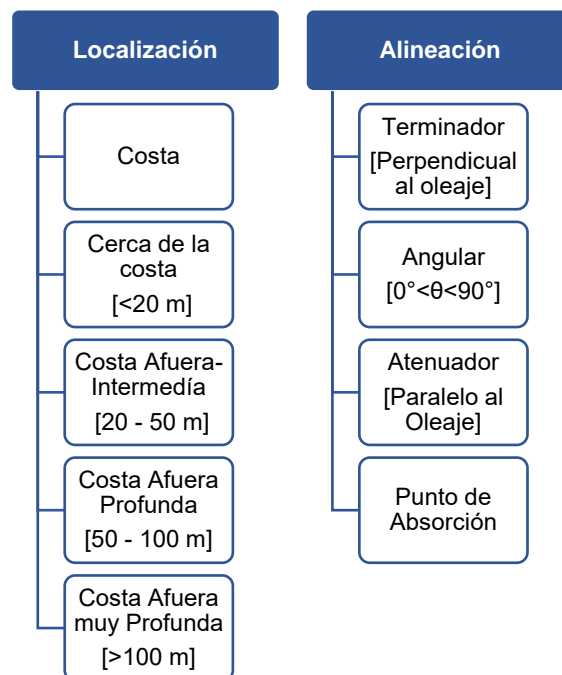 Localización
Costa
Cerca de la
costa
[<20 m]
Costa Afuera-
Intermedía
[20 - 50 m]
Costa Afuera
Profunda
[50 - 100 m]
Costa Afuera
muy Profunda
[>100 m]
Alineación
Terminador
[Perpendicual
al oleaje]
Angular
[0°<θ<90°]
Atenuador
[Paralelo al
Oleaje]
Punto de
Absorción